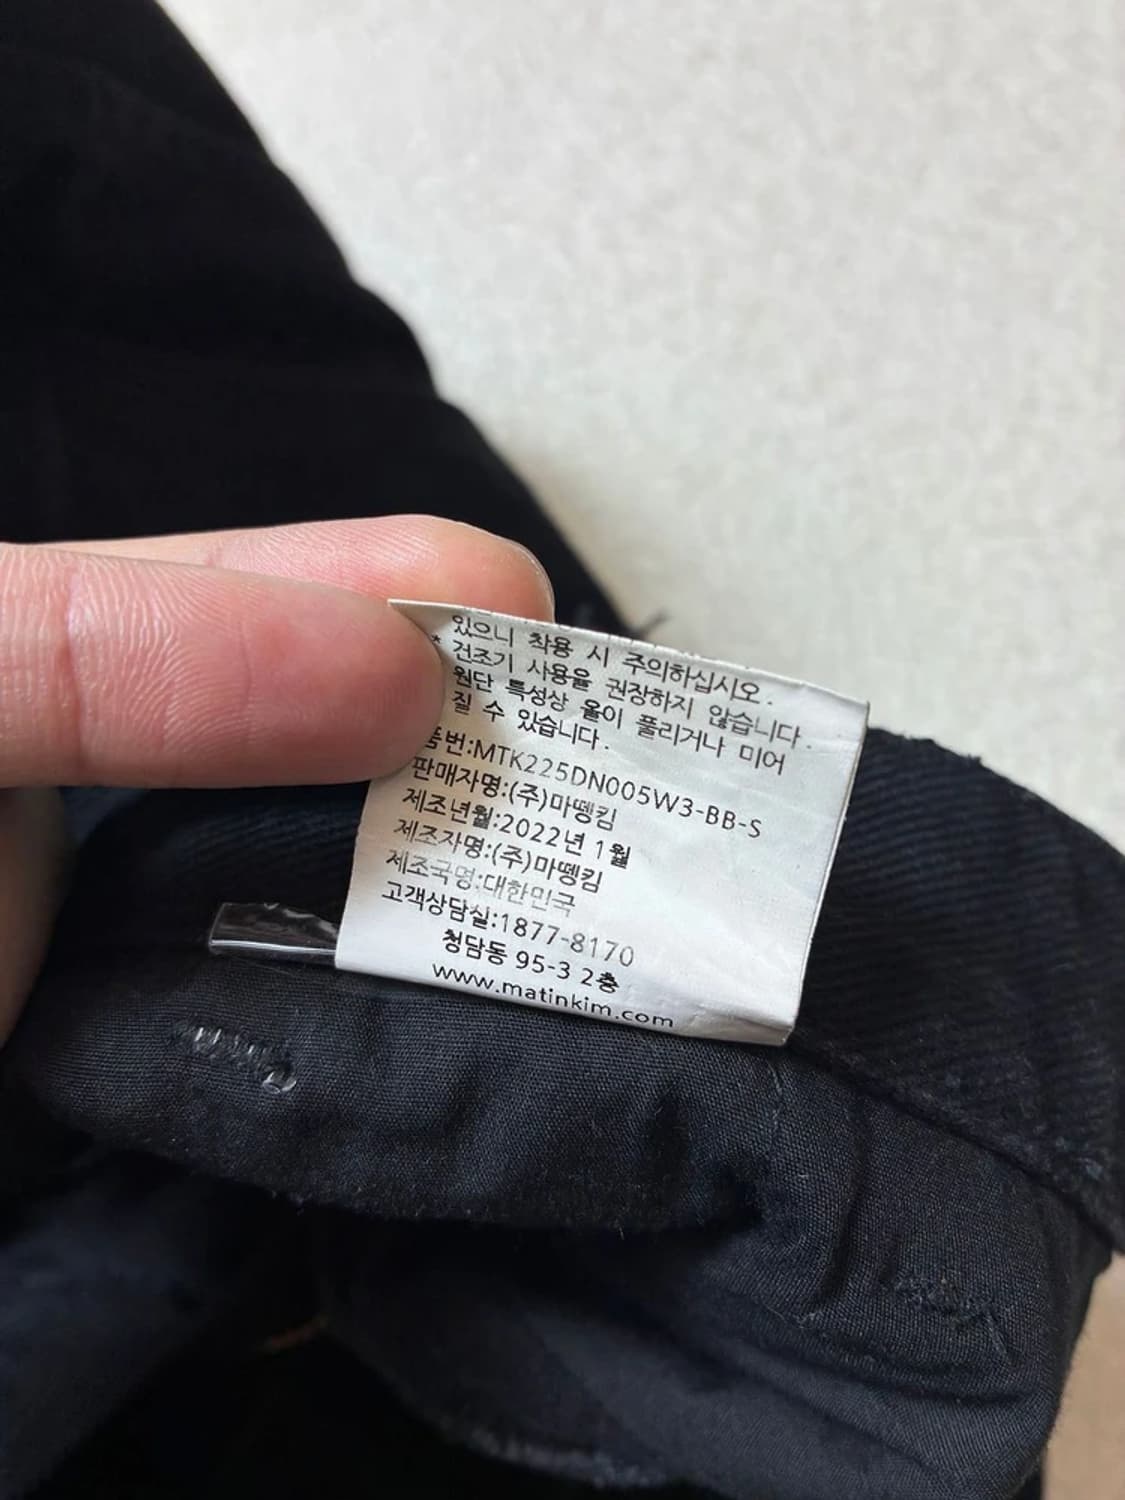 있으니 착용 시 주의하십시오.
* 건조기 사용을 권장하지 않습니다.
원단 특성상 올이 풀리거나 미어
질 수 있습니다.
품번:MTK225DN005W3-BB-S
판매자명:(주)마뗑킴
제조년월:2022년 1월
제조자명:(주)마뗑킴
제조국명:대한민국
고객상담실:1877-8170
청담동 95-3 2층
www.matinkim.com